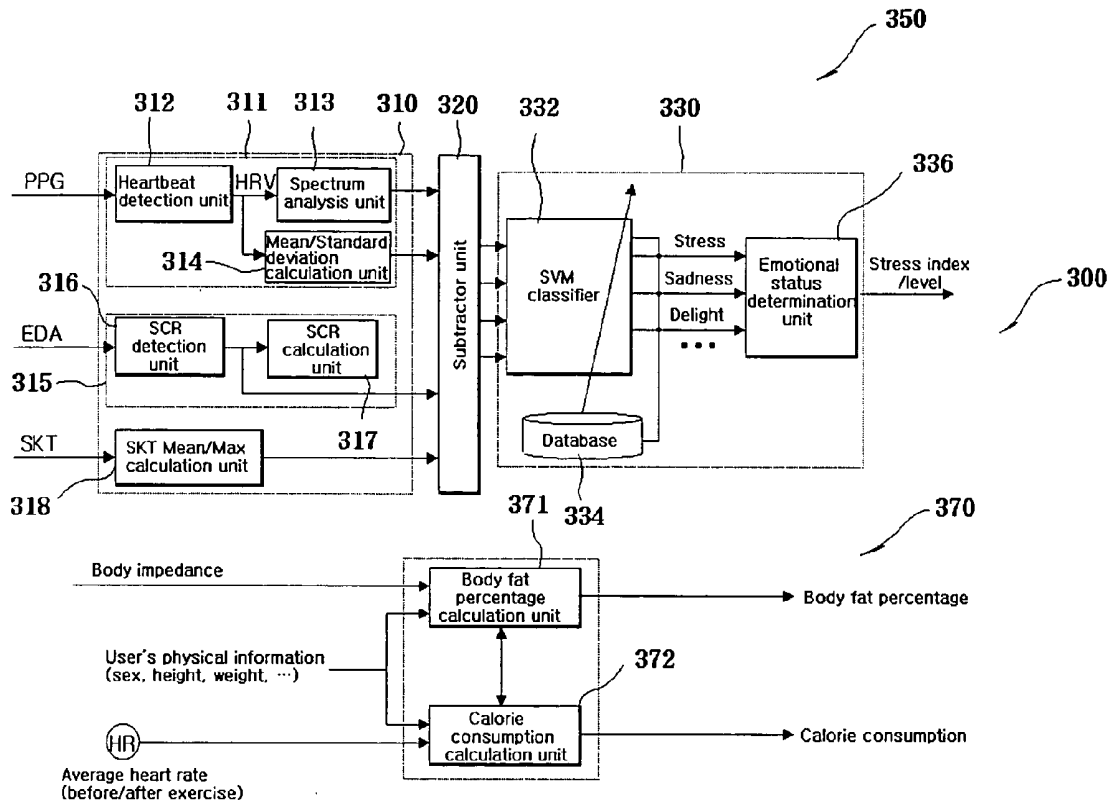 350
312
311
313
310
320
332
330
336
PPG
Heartbeat
detection unit
HRV
Spectrum
analysis unit
314
Mean/Standard
deviation
calculation unit
316
EDA
SCR
detection
unit
SCR
calculation
unit
315
317
SKT
SKT Mean/Max
calculation unit
318
Subtractor unit
SVM
classifier
Stress
Sadness
Delight
...
Emotional
status
determination
unit
Stress index
/level
300
Database
334
371
370
Body impedance
Body fat
percentage
calculation unit
Body fat percentage
User's physical information
(sex, height, weight, ...)
372
HR
Calorie
consumption
calculation unit
Calorie consumption
Average heart rate
(before/after exercise)